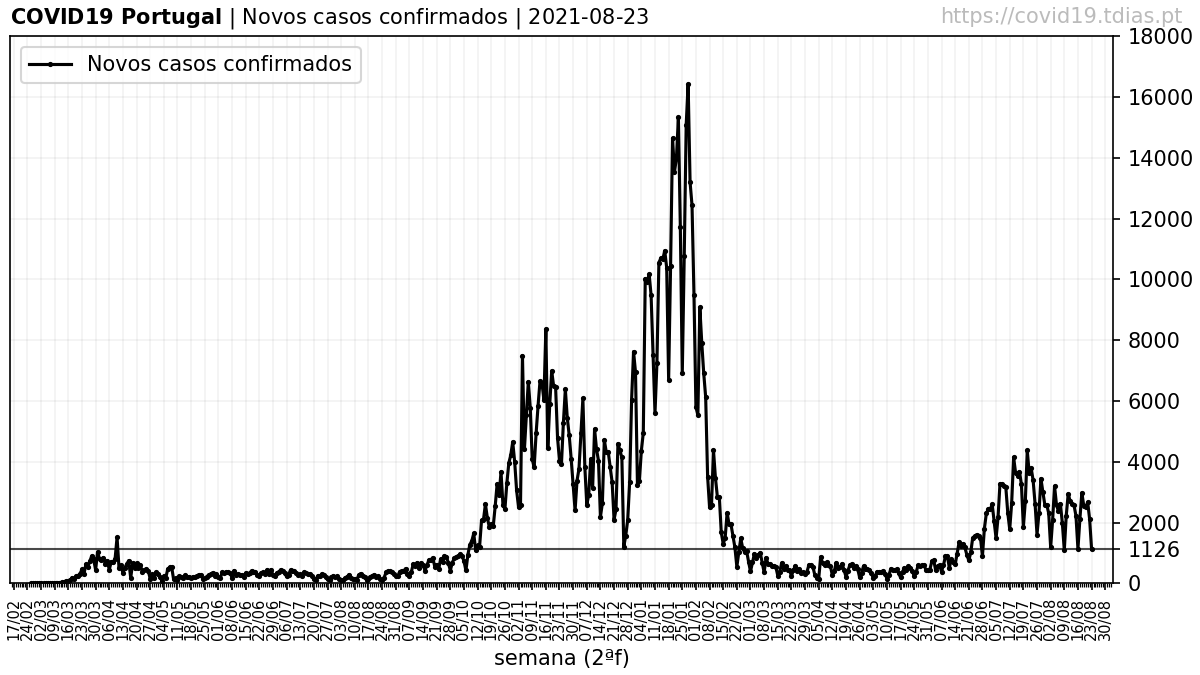 COVID19 Portugal | Novos casos confirmados | 2021-08-23
https://covid19.tdias.pt
Novos casos confirmados
18000
16000
14000
12000
10000
8000
6000
4000
2000
1126
0
17/02 24/02 02/03 09/03 16/03 23/03 30/03 06/04 13/04 20/04 27/04 04/05 11/05 18/05 25/05 01/06 08/06 15/06 22/06 29/06 06/07 13/07 20/07 27/07 03/08 10/08 17/08 24/08 31/08 07/09 14/09 21/09 28/09 05/10 12/10 19/10 26/10 02/11 09/11 16/11 23/11 30/11 07/12 14/12 21/12 28/12 04/01 11/01 18/01 25/01 01/02 08/02 15/02 22/02 01/03 08/03 15/03 22/03 29/03 05/04 12/04 19/04 26/04 03/05 10/05 17/05 24/05 31/05 07/06 14/06 21/06 28/06 05/07 12/07 19/07 26/07 02/08 09/08 16/08 23/08 30/08
semana (2ªf)